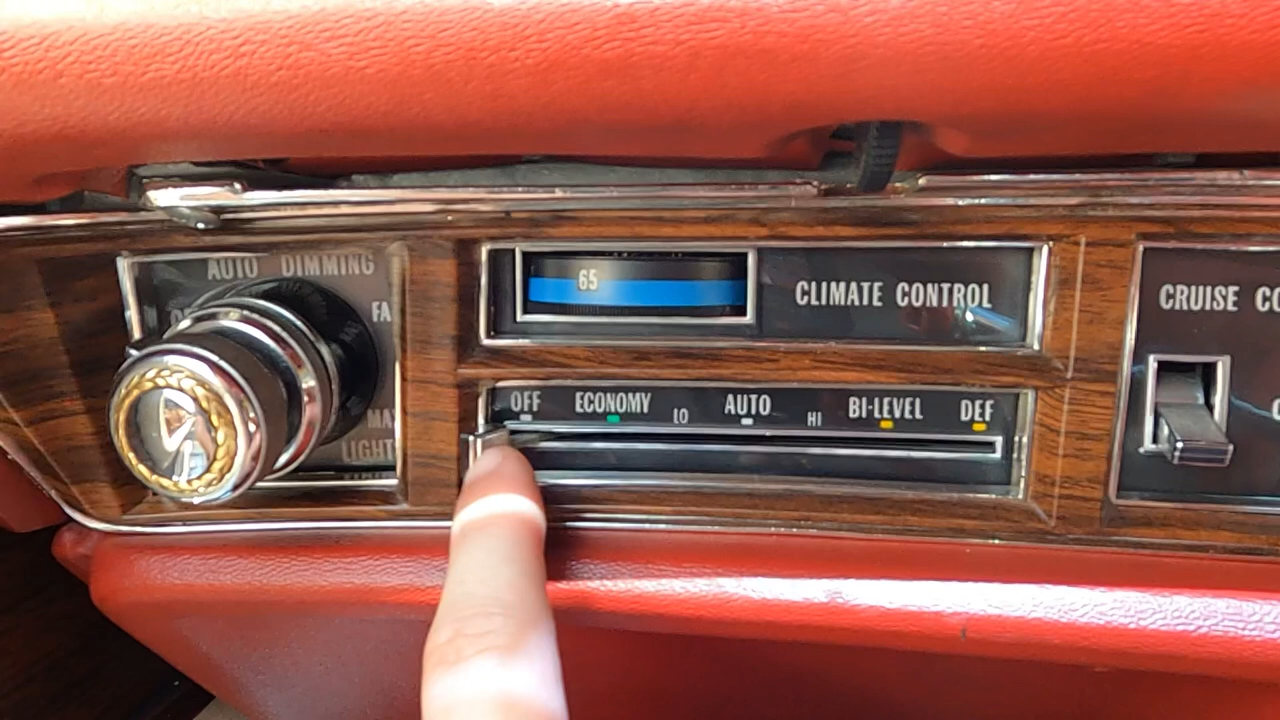 AUTO DIMMING
65
CLIMATE CONTROL
CRUISE
OFF ECONOMY LO AUTO HI BI-LEVEL DEF